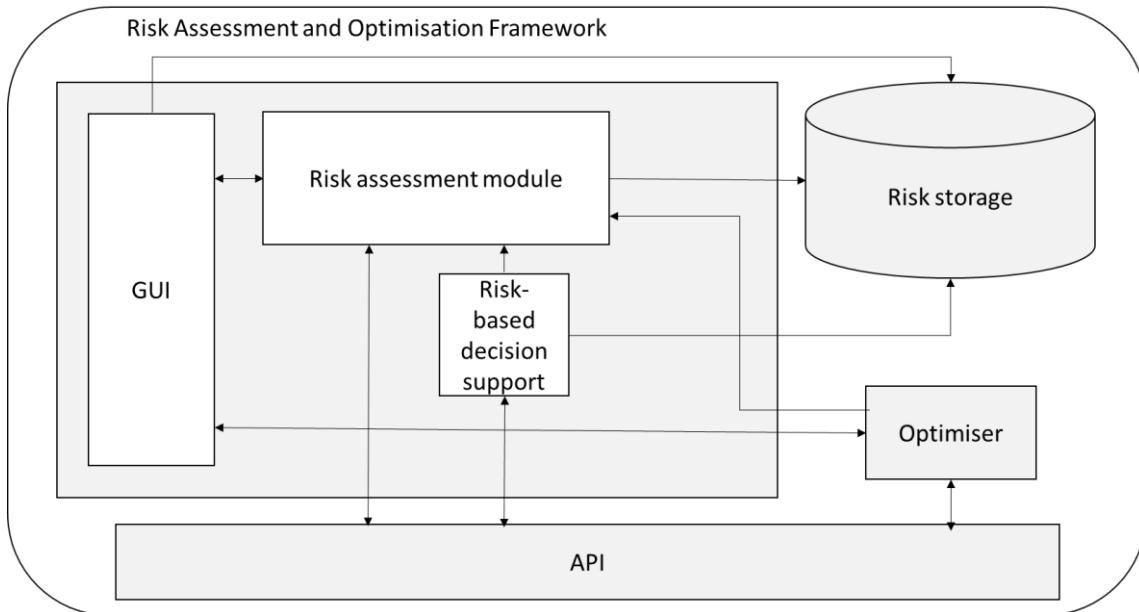 Risk Assessment and Optimisation Framework
Risk assessment module
Risk storage
GUI
Risk-
based
decision
support
Optimiser
API